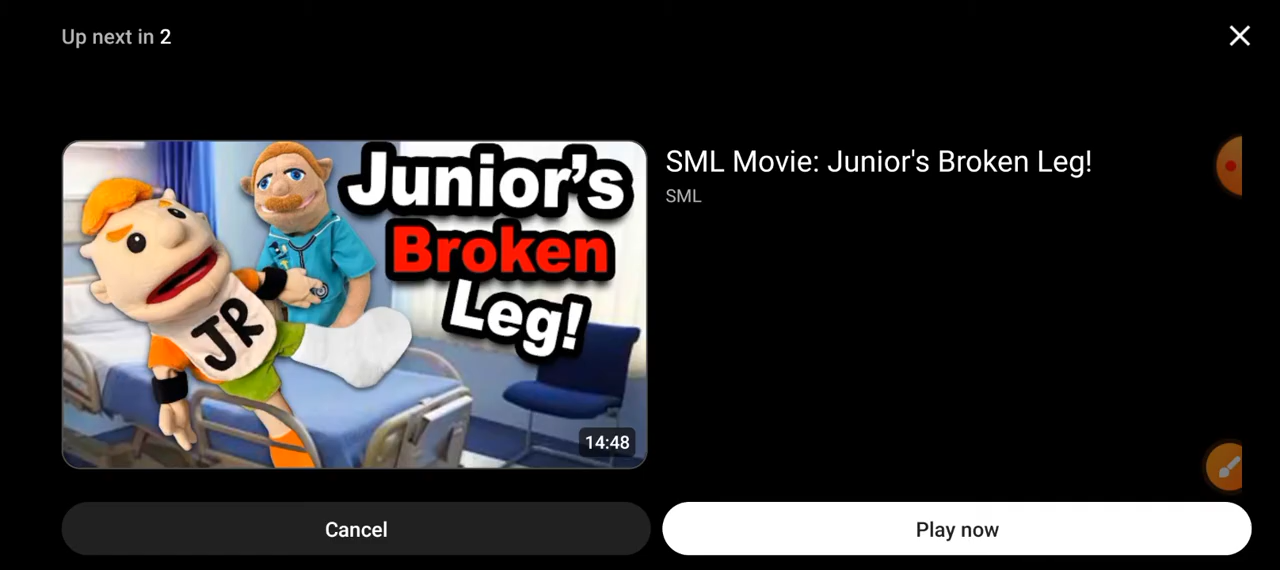 Up next in 2
Junior's
Broken
Leg!
JR
14:48
SML Movie: Junior's Broken Leg!
SML
Cancel
Play now